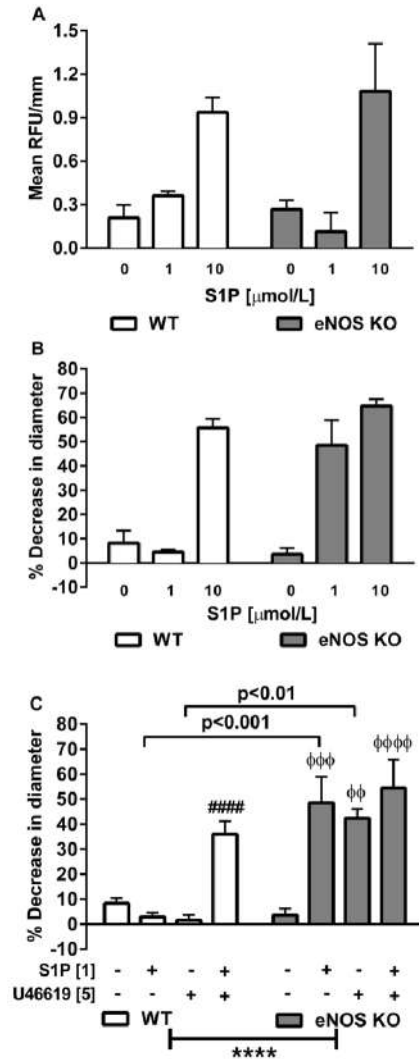 A
Mean RFU/mm
1.5
1.2
0.9
0.6
0.3
0.0
0 1 10 0 1 10
S1P [μmol/L]
WT eNOS KO
B
% Decrease in diameter
80
70
60
50
40
30
20
10
0
-10
0 1 10 0 1 10
S1P [μmol/L]
WT eNOS KO
C
p<0.01
p<0.001
% Decrease in diameter
80
70
60
50
40
30
20
10
0
-10
####
ϕϕϕ
ϕϕ
ϕϕϕϕ
S1P [1] - + - + - + - +
U46619 [5] - - + + - - + +
WT eNOS KO
****